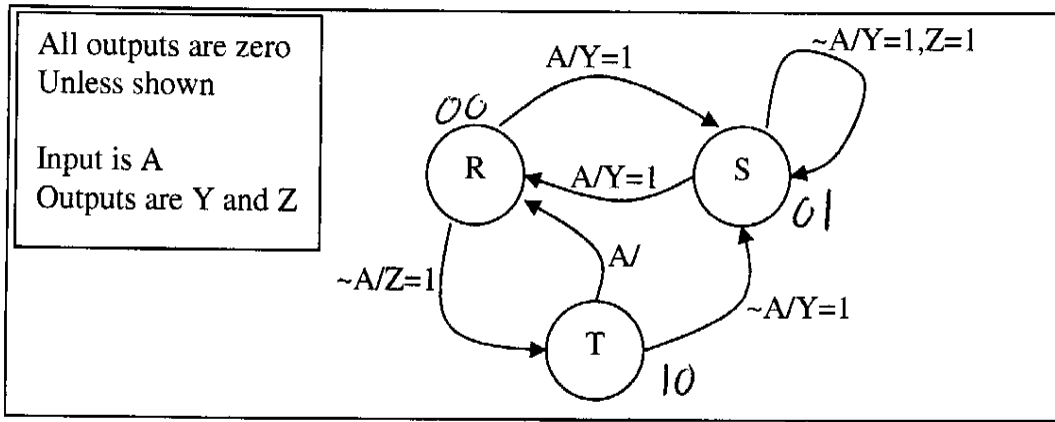 All outputs are zero
Unless shown
Input is A
Outputs are Y and Z
A/Y=1
~A/Y=1,Z=1
00
R
S
A/Y=1
01
A/
~A/Z=1
~A/Y=1
T
10